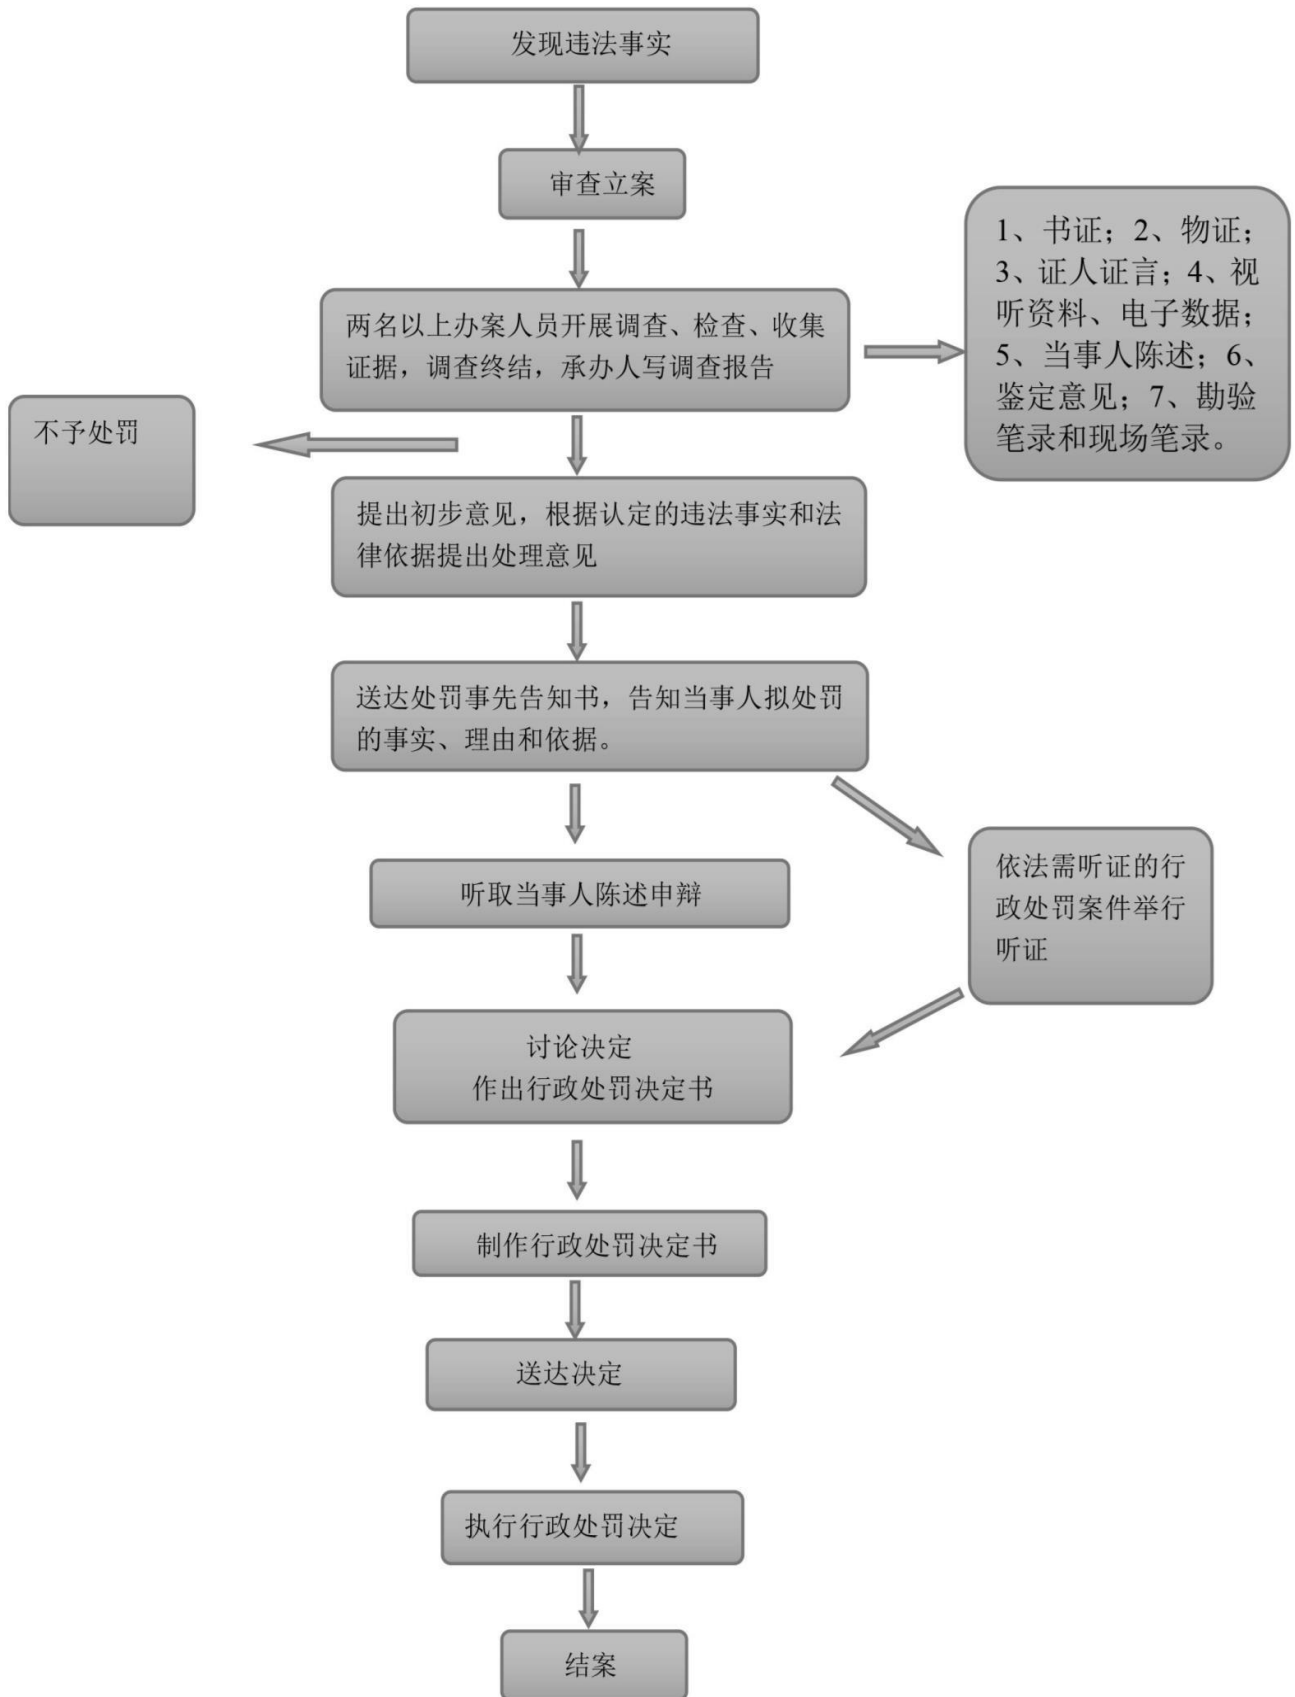 发现违法事实
审查立案
1、书证；2、物证；
3、证人证言；4、视
听资料、电子数据；
5、当事人陈述；6、
鉴定意见；7、勘验
笔录和现场笔录。
两名以上办案人员开展调查、检查、收集
证据，调查终结，承办人写调查报告
不予处罚
提出初步意见，根据认定的违法事实和法
律依据提出处理意见
送达处罚事先告知书，告知当事人拟处罚
的事实、理由和依据。
听取当事人陈述申辩
依法需听证的行
政处罚案件举行
听证
讨论决定
作出行政处罚决定书
制作行政处罚决定书
送达决定
执行行政处罚决定
结案